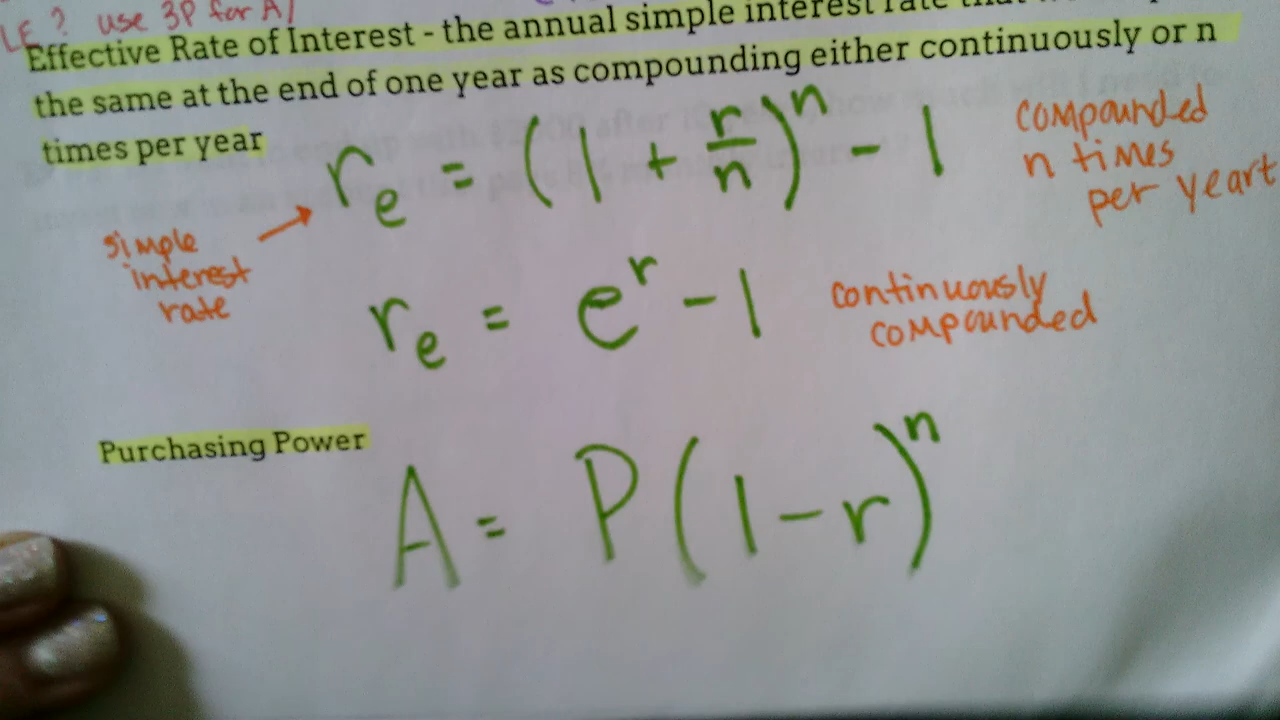 LE? use 3P for A
Effective Rate of Interest - the annual simple interest rate that
the same at the end of one year as compounding either continuously or n
times per year
r_e = (1 + r/n)^n - 1
compounded
n times
per year
simple
interest
rate
r_e = e^r - 1
continuously
compounded
Purchasing Power
A = P(1-r)^n